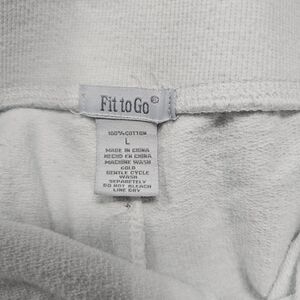 Fit to Go®
100% COTTON
L
MADE IN CHINA
HECHO EN CHINA
MACHINE WASH
COLD
GENTLE CYCLE
WASH
SEPARETELY
DO NOT BLEACH
LINE DRY